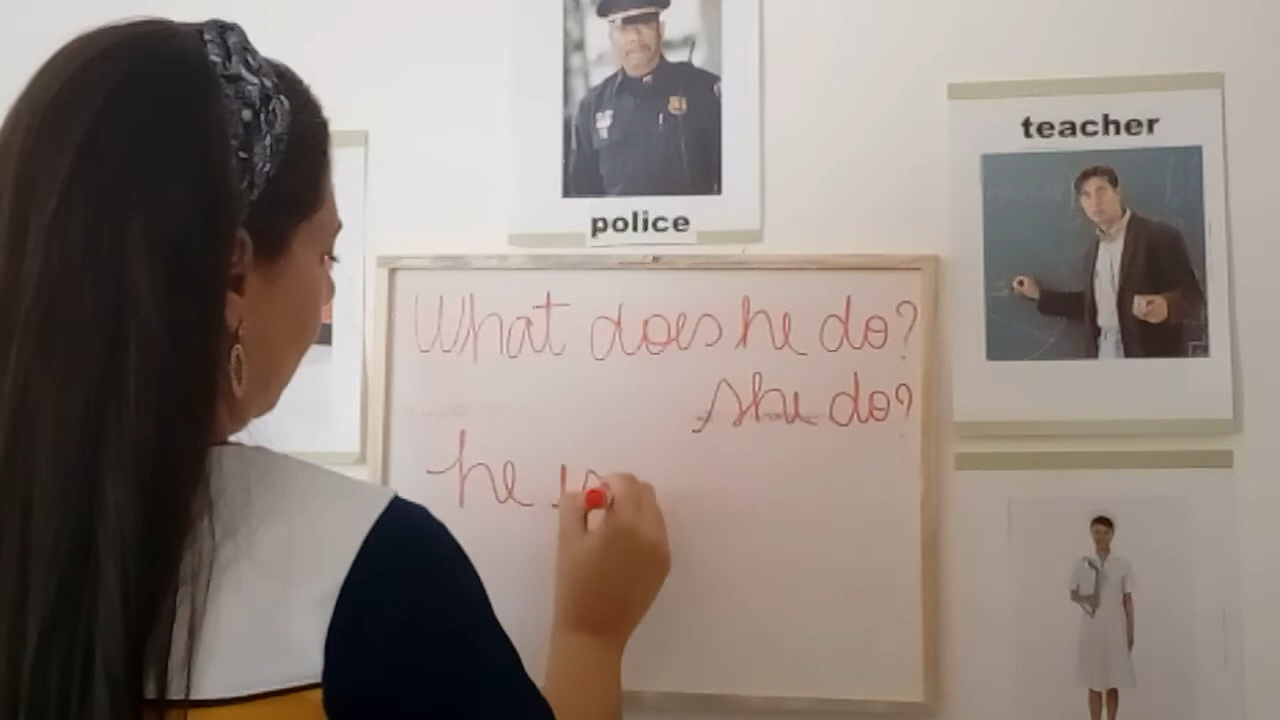 police
teacher
What does he do?
she do?
he is